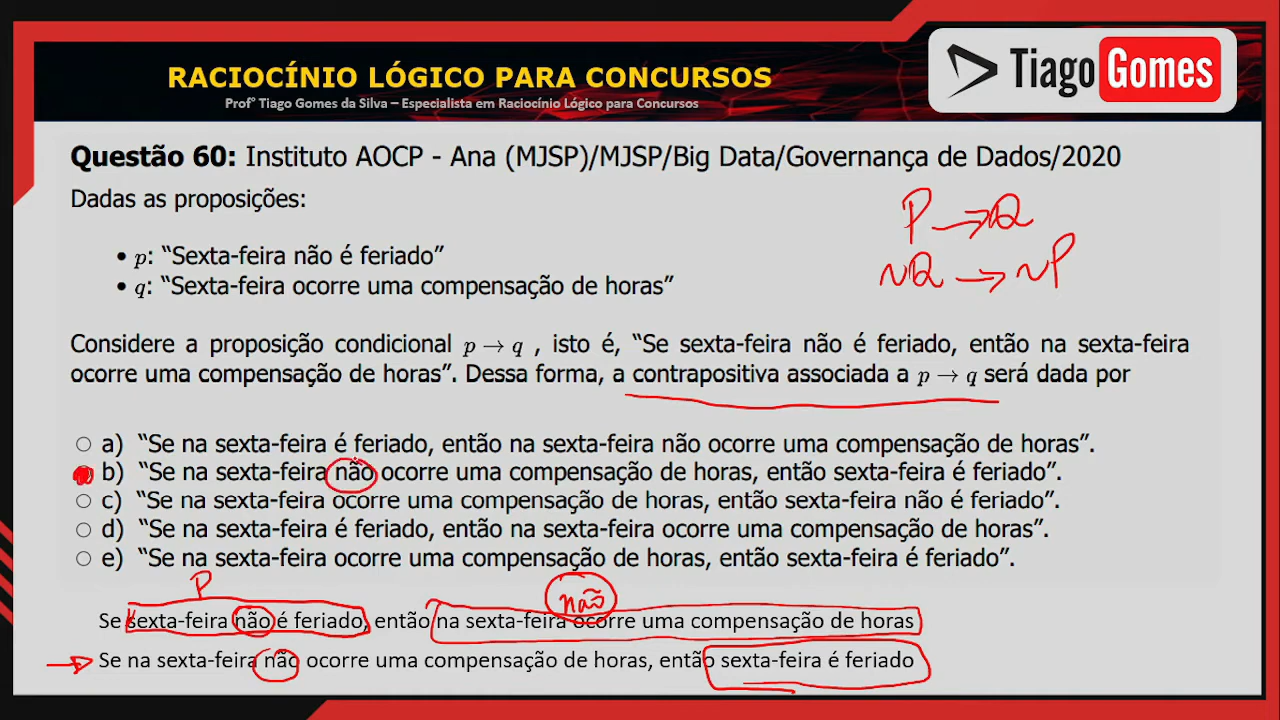 RACIOCÍNIO LÓGICO PARA CONCURSOS
Prof° Tiago Gomes da Silva – Especialista em Raciocínio Lógico para Concursos
Tiago Gomes
Questão 60: Instituto AOCP - Ana (MJSP)/MJSP/Big Data/Governança de Dados/2020
Dadas as proposições:
P → Q
• p: “Sexta-feira não é feriado”
~Q → ~P
• q: “Sexta-feira ocorre uma compensação de horas”
Considere a proposição condicional p → q , isto é, “Se sexta-feira não é feriado, então na sexta-feira
ocorre uma compensação de horas”. Dessa forma, a contrapositiva associada a p → q será dada por
a) “Se na sexta-feira é feriado, então na sexta-feira não ocorre uma compensação de horas”.
b) “Se na sexta-feira não ocorre uma compensação de horas, então sexta-feira é feriado”.
c) “Se na sexta-feira ocorre uma compensação de horas, então sexta-feira não é feriado”.
d) “Se na sexta-feira é feriado, então na sexta-feira ocorre uma compensação de horas”.
e) “Se na sexta-feira ocorre uma compensação de horas, então sexta-feira é feriado”.
P
não
Se sexta-feira não é feriado, então na sexta-feira ocorre uma compensação de horas
Se na sexta-feira não ocorre uma compensação de horas, então sexta-feira é feriado